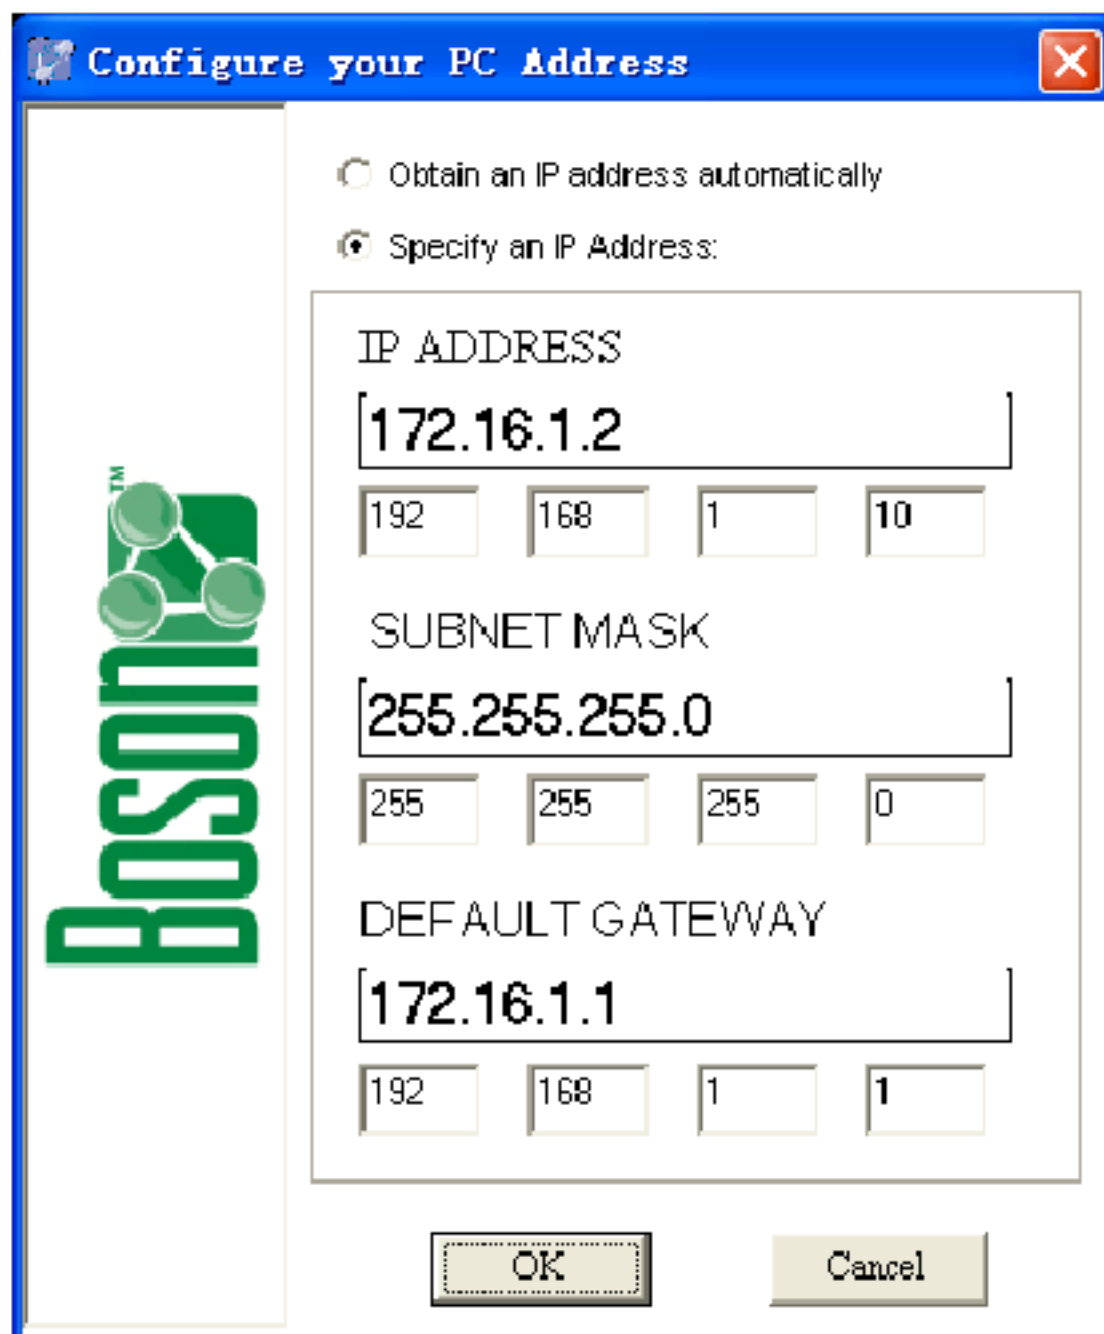 Configure your PC Address
Obtain an IP address automatically
Specify an IP Address:
IP ADDRESS
172.16.1.2
192 168 1 10
SUBNET MASK
255.255.255.0
255 255 255 0
DEFAULT GATEWAY
172.16.1.1
192 168 1 1
OK Cancel
Boson™